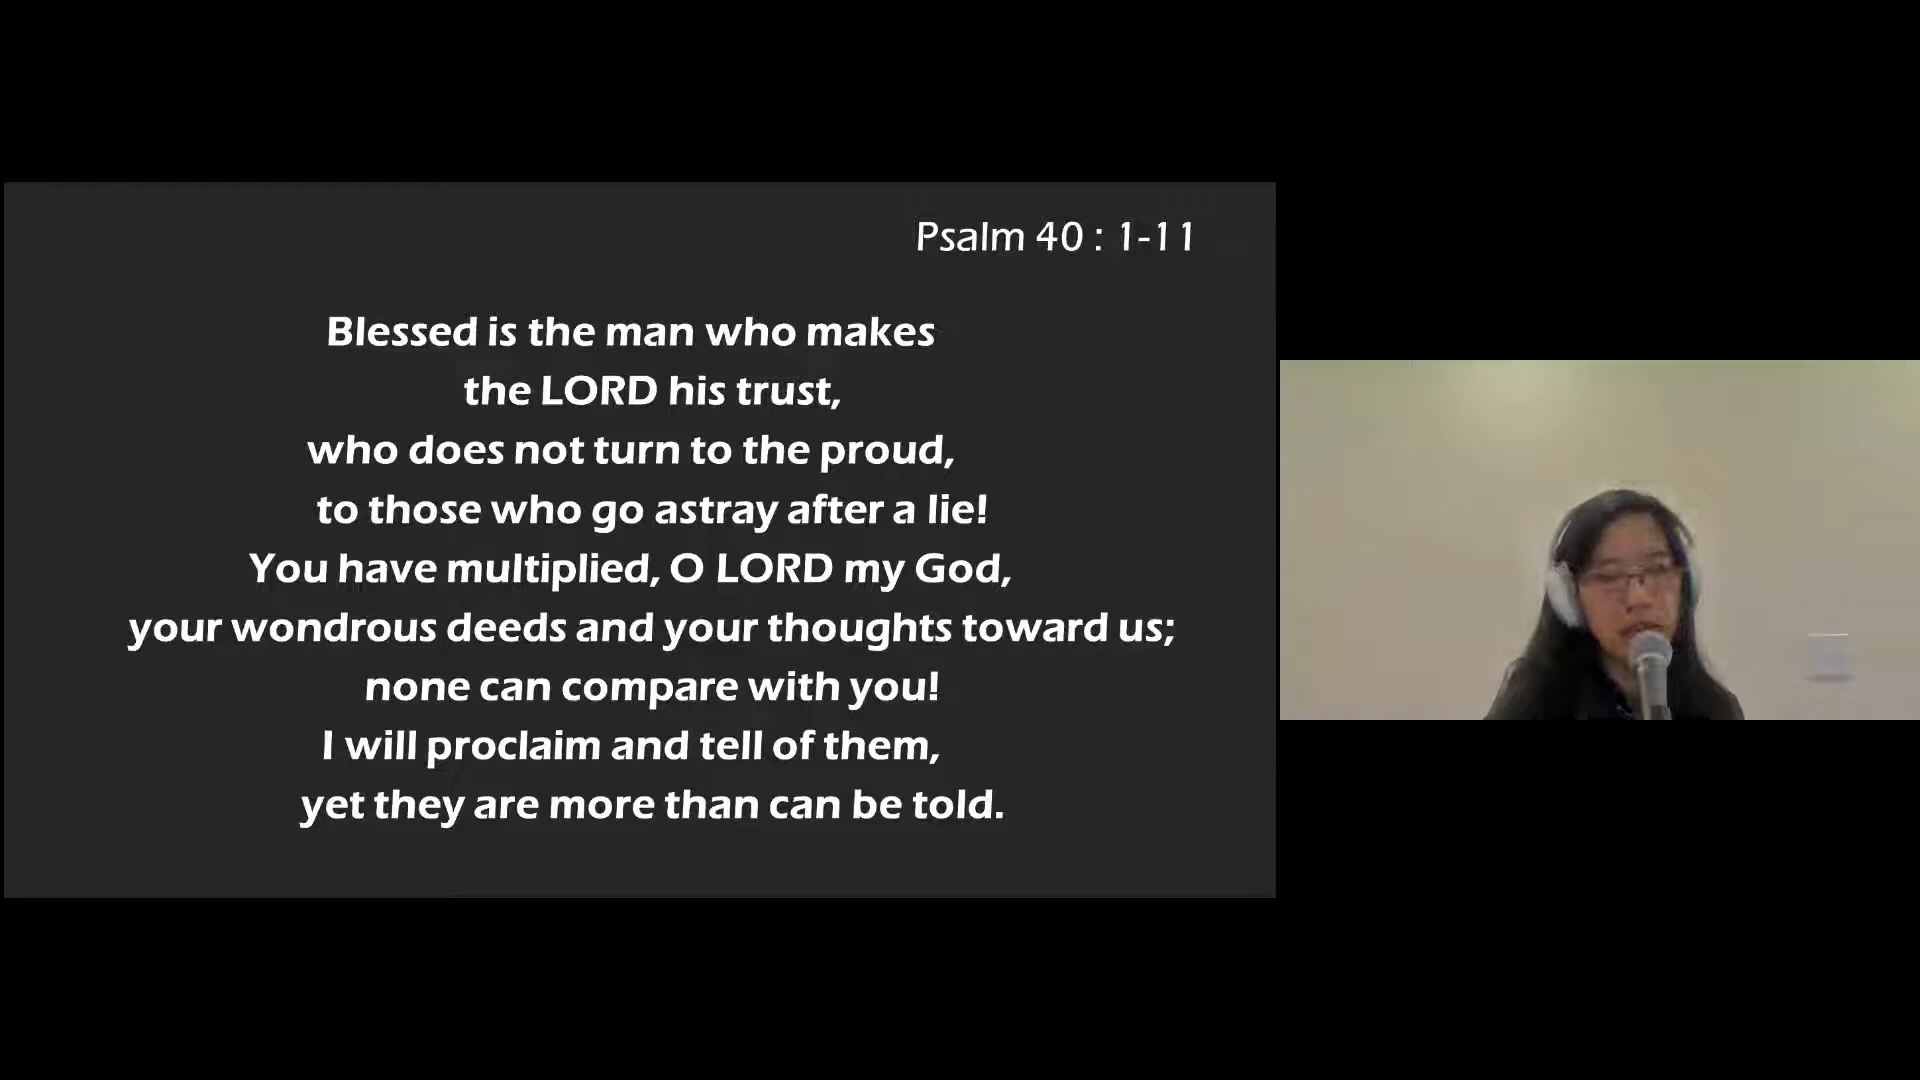 Psalm 40 : 1-11
Blessed is the man who makes
the LORD his trust,
who does not turn to the proud,
to those who go astray after a lie!
You have multiplied, O LORD my God,
your wondrous deeds and your thoughts toward us;
none can compare with you!
I will proclaim and tell of them,
yet they are more than can be told.